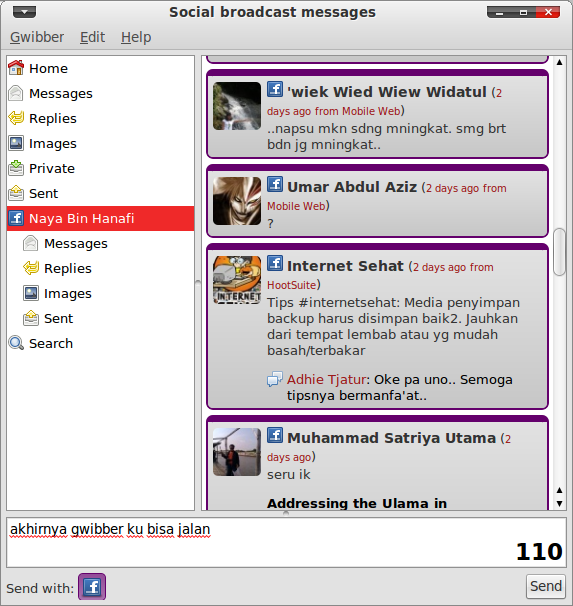 Social broadcast messages
Gwibber Edit Help
Home
Messages
Replies
Images
Private
Sent
Naya Bin Hanafi
Messages
Replies
Images
Sent
Search
'wiek Wied Wiew Widatul (2
days ago from Mobile Web)
..napsu mkn sdng mningkat. smg brt
bdn jg mningkat..
Umar Abdul Aziz (2 days ago from
Mobile Web)
?
INTERNET
Internet Sehat (2 days ago from
HootSuite)
Tips #internetsehat: Media penyimpan
backup harus disimpan baik2. Jauhkan
dari tempat lembab atau yg mudah
basah/terbakar
Adhie Tjatur: Oke pa uno.. Semoga
tipsnya bermanfa'at..
Muhammad Satriya Utama (2
days ago)
seru ik
Addressing the Ulama in
akhirnya gwibber ku bisa jalan
110
Send with:
Send